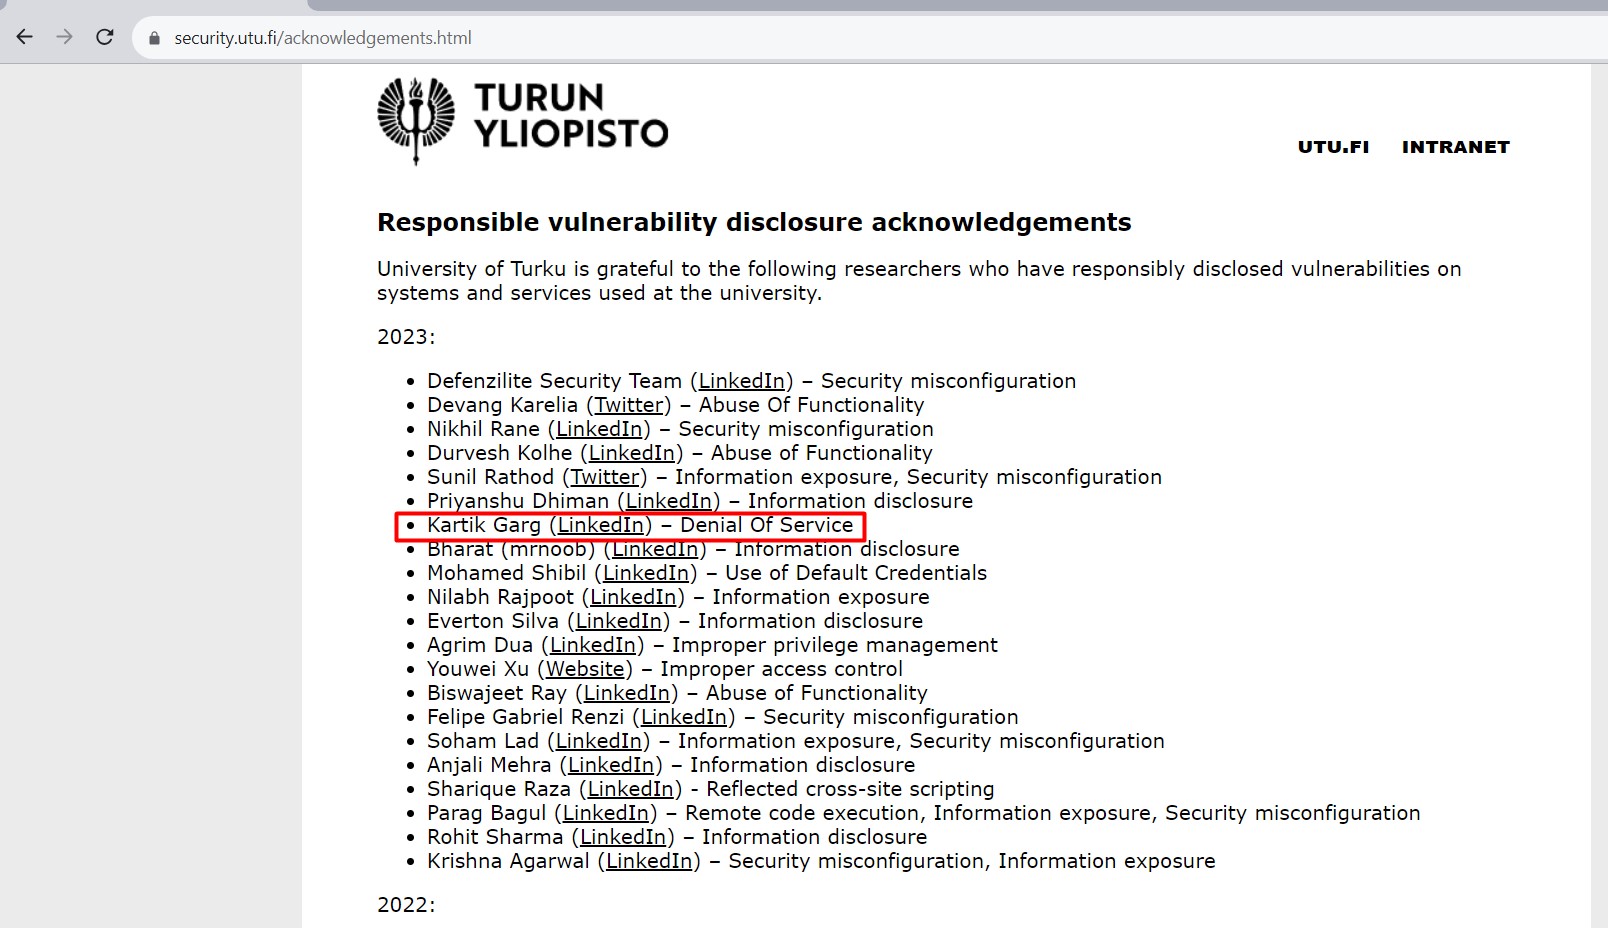 security.utu.fi/acknowledgements.html
TURUN
YLIOPISTO
UTU.FI INTRANET
Responsible vulnerability disclosure acknowledgements
University of Turku is grateful to the following researchers who have responsibly disclosed vulnerabilities on
systems and services used at the university.
2023:
• Defenzilite Security Team (LinkedIn) – Security misconfiguration
• Devang Karelia (Twitter) – Abuse Of Functionality
• Nikhil Rane (LinkedIn) – Security misconfiguration
• Durvesh Kolhe (LinkedIn) – Abuse of Functionality
• Sunil Rathod (Twitter) – Information exposure, Security misconfiguration
• Priyanshu Dhiman (LinkedIn) – Information disclosure
• Kartik Garg (LinkedIn) – Denial Of Service
• Bharat (mrnoob) (LinkedIn) – Information disclosure
• Mohamed Shibil (LinkedIn) – Use of Default Credentials
• Nilabh Rajpoot (LinkedIn) – Information exposure
• Everton Silva (LinkedIn) – Information disclosure
• Agrim Dua (LinkedIn) – Improper privilege management
• Youwei Xu (Website) – Improper access control
• Biswajeet Ray (LinkedIn) – Abuse of Functionality
• Felipe Gabriel Renzi (LinkedIn) – Security misconfiguration
• Soham Lad (LinkedIn) – Information exposure, Security misconfiguration
• Anjali Mehra (LinkedIn) – Information disclosure
• Sharique Raza (LinkedIn) - Reflected cross-site scripting
• Parag Bagul (LinkedIn) – Remote code execution, Information exposure, Security misconfiguration
• Rohit Sharma (LinkedIn) – Information disclosure
• Krishna Agarwal (LinkedIn) – Security misconfiguration, Information exposure
2022: